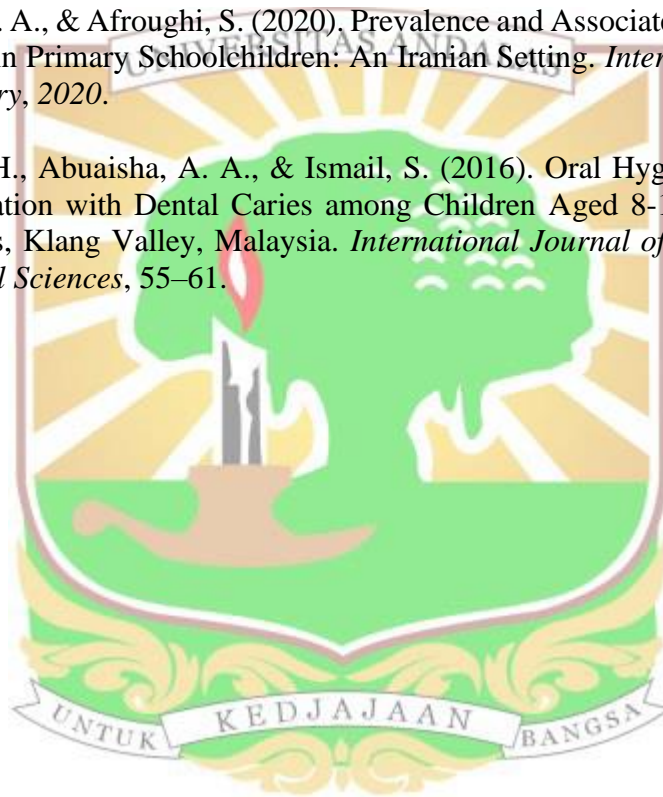 . A., & Afroughi, S. (2020). Prevalence and Associate
n Primary Schoolchildren: An Iranian Setting. Inter
ry, 2020.
UNIVERSITAS ANDALAS
H., Abuaisha, A. A., & Ismail, S. (2016). Oral Hyg
ation with Dental Caries among Children Aged 8-1
s, Klang Valley, Malaysia. International Journal of
l Sciences, 55–61.
UNTUK KEDJAJAAN BANGSA